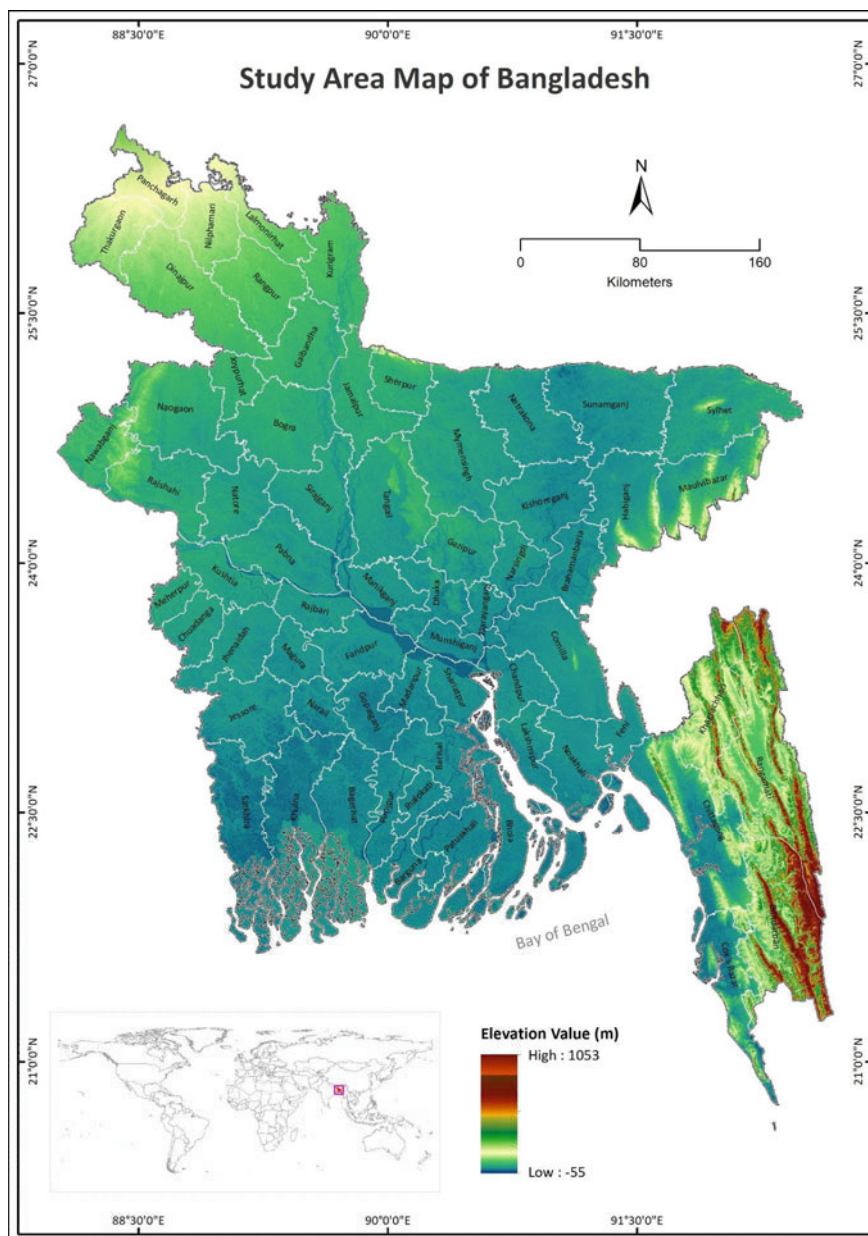 88°30'0"E
90°0'0"E
91°30'0"E
27°0'0"N
27°0'0"N
Study Area Map of Bangladesh
N
0
80
160
Kilometers
Panchagarh
Thakurgaon
Nilphamari
Lalmonirhat
Kurigram
Dinajpur
Rangpur
25°30'0"N
25°30'0"N
Gaibandha
Joypurhat
Sherpur
Jamalpur
Naogaon
Bogra
Netrakona
Sunamganj
Sylhet
Nawabganj
Mymensingh
Rajshahi
Natore
Sirajganj
Tangail
Kishoreganj
Habiganj
Maulvibazar
Gazipur
Narsingdi
Brahamanbaria
24°0'0"N
24°0'0"N
Pabna
Kushtia
Meherpur
Chuadanga
Jhenaidah
Rajbari
Manikganj
Dhaka
Narayanganj
Magura
Faridpur
Munshiganj
Comilla
Jessore
Narail
Gopalganj
Madaripur
Shariatpur
Chandpur
Lakshmipur
Noakhali
Feni
Khagrachhari
Rangamati
22°30'0"N
22°30'0"N
Satkhira
Khulna
Bagerhat
Pirojpur
Jhalokati
Barisal
Bhola
Patuakhali
Barguna
Chittagong
Bandarban
Cox's Bazar
Bay of Bengal
21°0'0"N
21°0'0"N
Elevation Value (m)
High : 1053
Low : -55
88°30'0"E
90°0'0"E
91°30'0"E